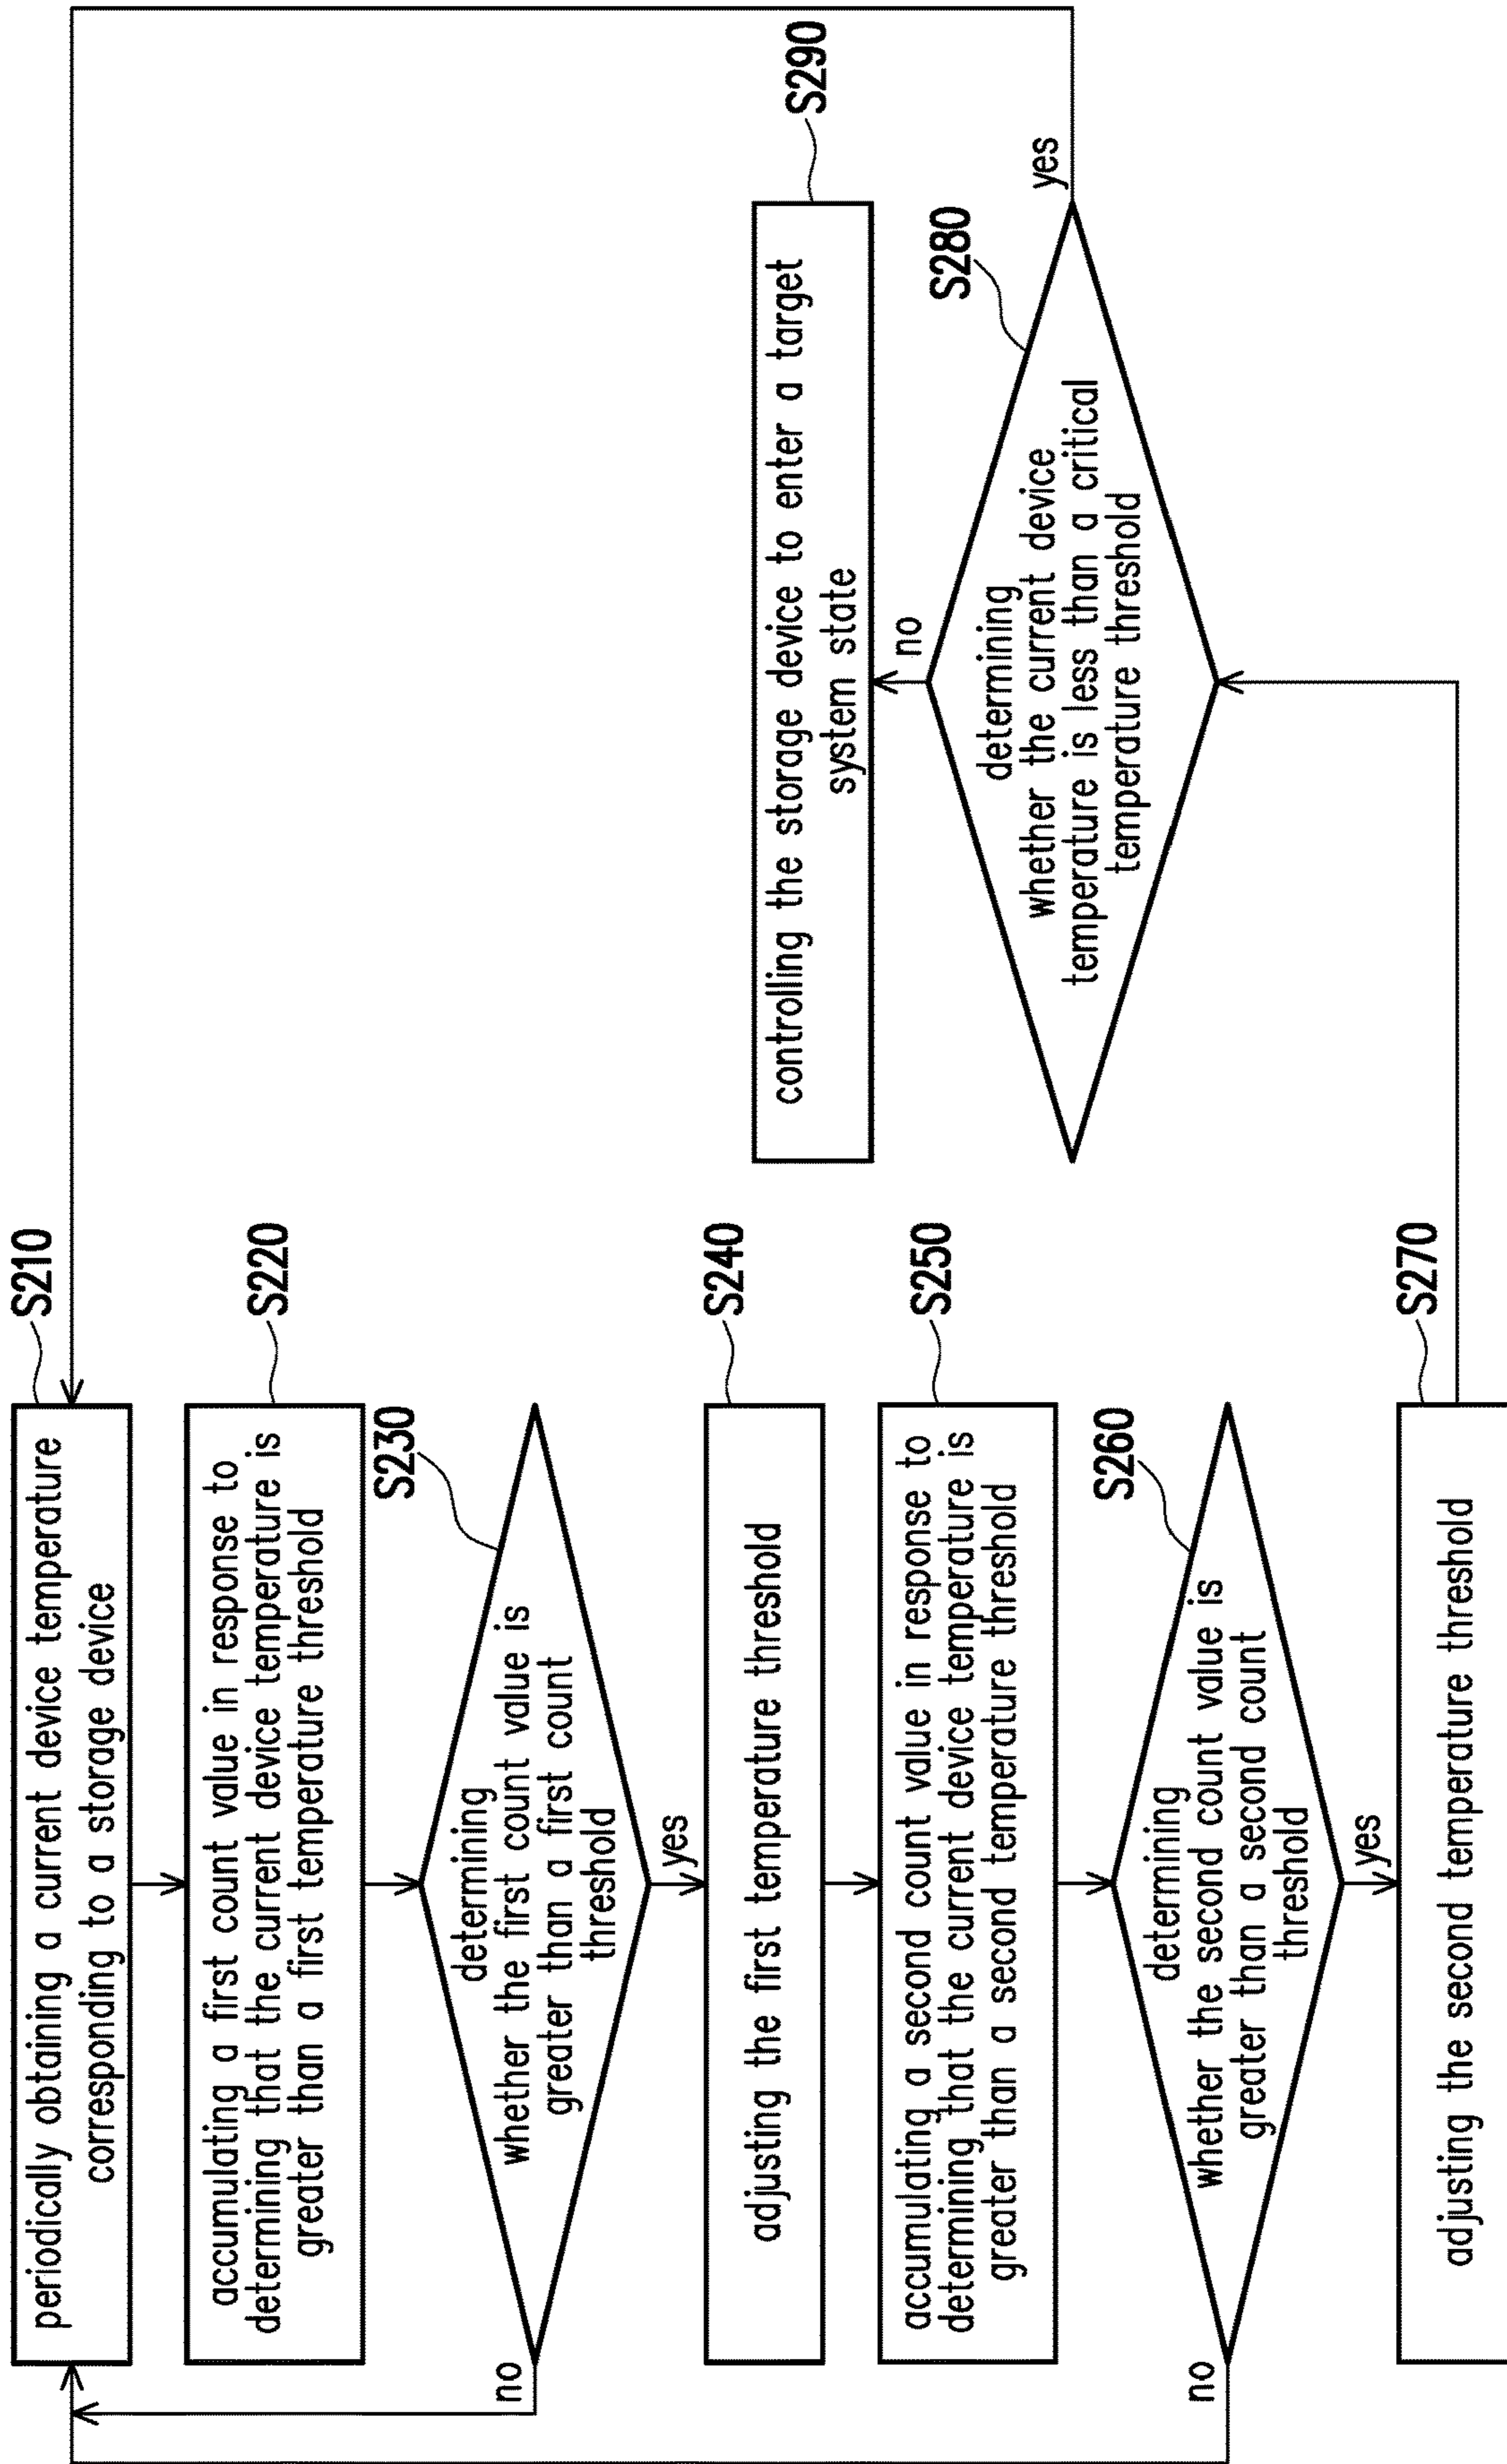 S210
periodically obtaining a current device temperature
corresponding to a storage device
S220
accumulating a first count value in response to
determining that the current device temperature is
greater than a first temperature threshold
S230
determining
whether the first count value is
greater than a first count
threshold
no
yes
S240
adjusting the first temperature threshold
S250
accumulating a second count value in response to
determining that the current device temperature is
greater than a second temperature threshold
S260
determining
whether the second count value is
greater than a second count
threshold
no
yes
S270
adjusting the second temperature threshold
S280
determining
whether the current device
temperature is less than a critical
temperature threshold
yes
no
S290
controlling the storage device to enter a target
system state